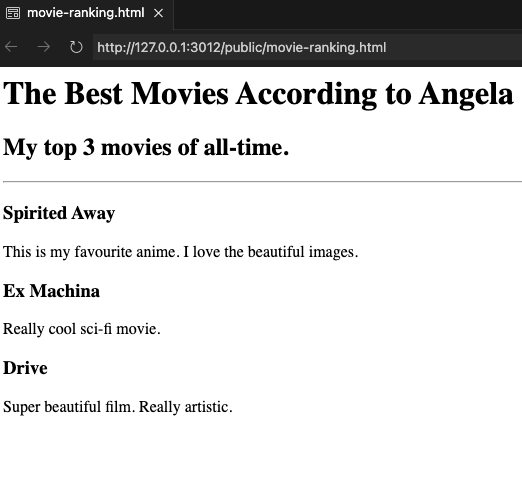 movie-ranking.html
http://127.0.0.1:3012/public/movie-ranking.html
The Best Movies According to Angela
My top 3 movies of all-time.
Spirited Away
This is my favourite anime. I love the beautiful images.
Ex Machina
Really cool sci-fi movie.
Drive
Super beautiful film. Really artistic.